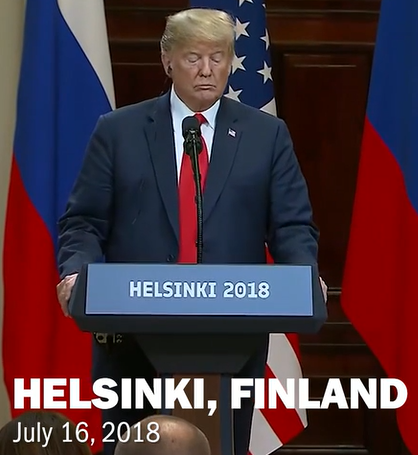 HELSINKI 2018
HELSINKI, FINLAND
July 16, 2018